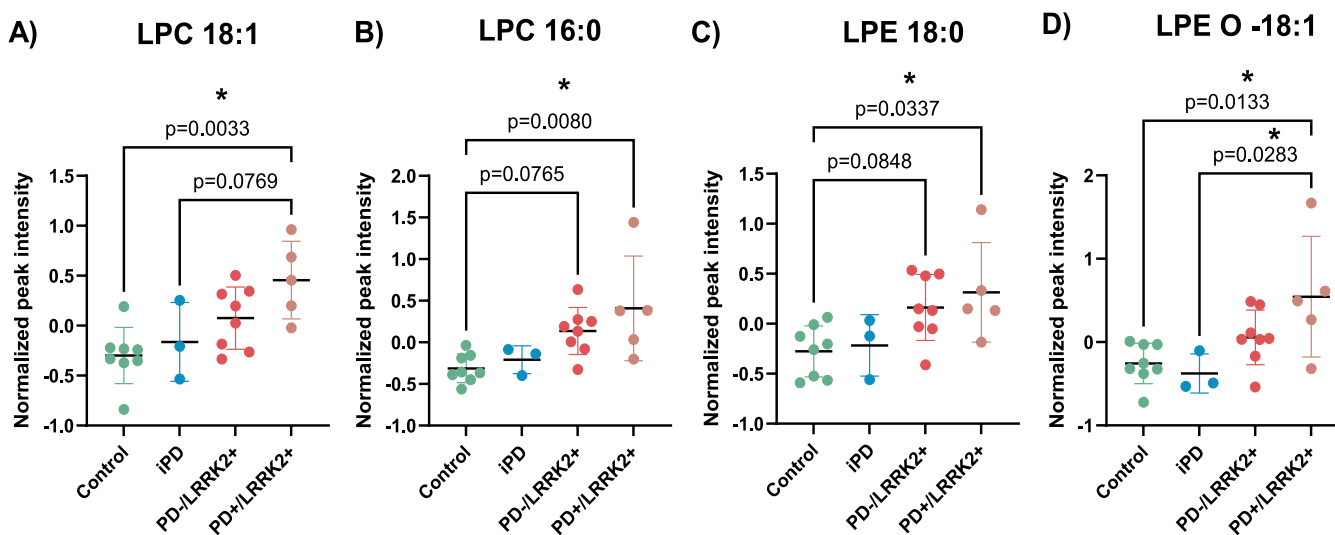 A)
LPC 18:1
*
p=0.0033
p=0.0769
Normalized peak intensity
1.5
1.0
0.5
0.0
-0.5
-1.0
Control
iPD
PD-/LRRK2+
PD+/LRRK2+
B)
LPC 16:0
*
p=0.0080
p=0.0765
Normalized peak intensity
2.0
1.5
1.0
0.5
0.0
-0.5
-1.0
Control
iPD
PD-/LRRK2+
PD+/LRRK2+
C)
LPE 18:0
*
p=0.0337
p=0.0848
Normalized peak intensity
1.5
1.0
0.5
0.0
-0.5
-1.0
Control
iPD
PD-/LRRK2+
PD+/LRRK2+
D)
LPE O -18:1
*
p=0.0133
*
p=0.0283
Normalized peak intensity
2
1
0
-1
Control
iPD
PD-/LRRK2+
PD+/LRRK2+